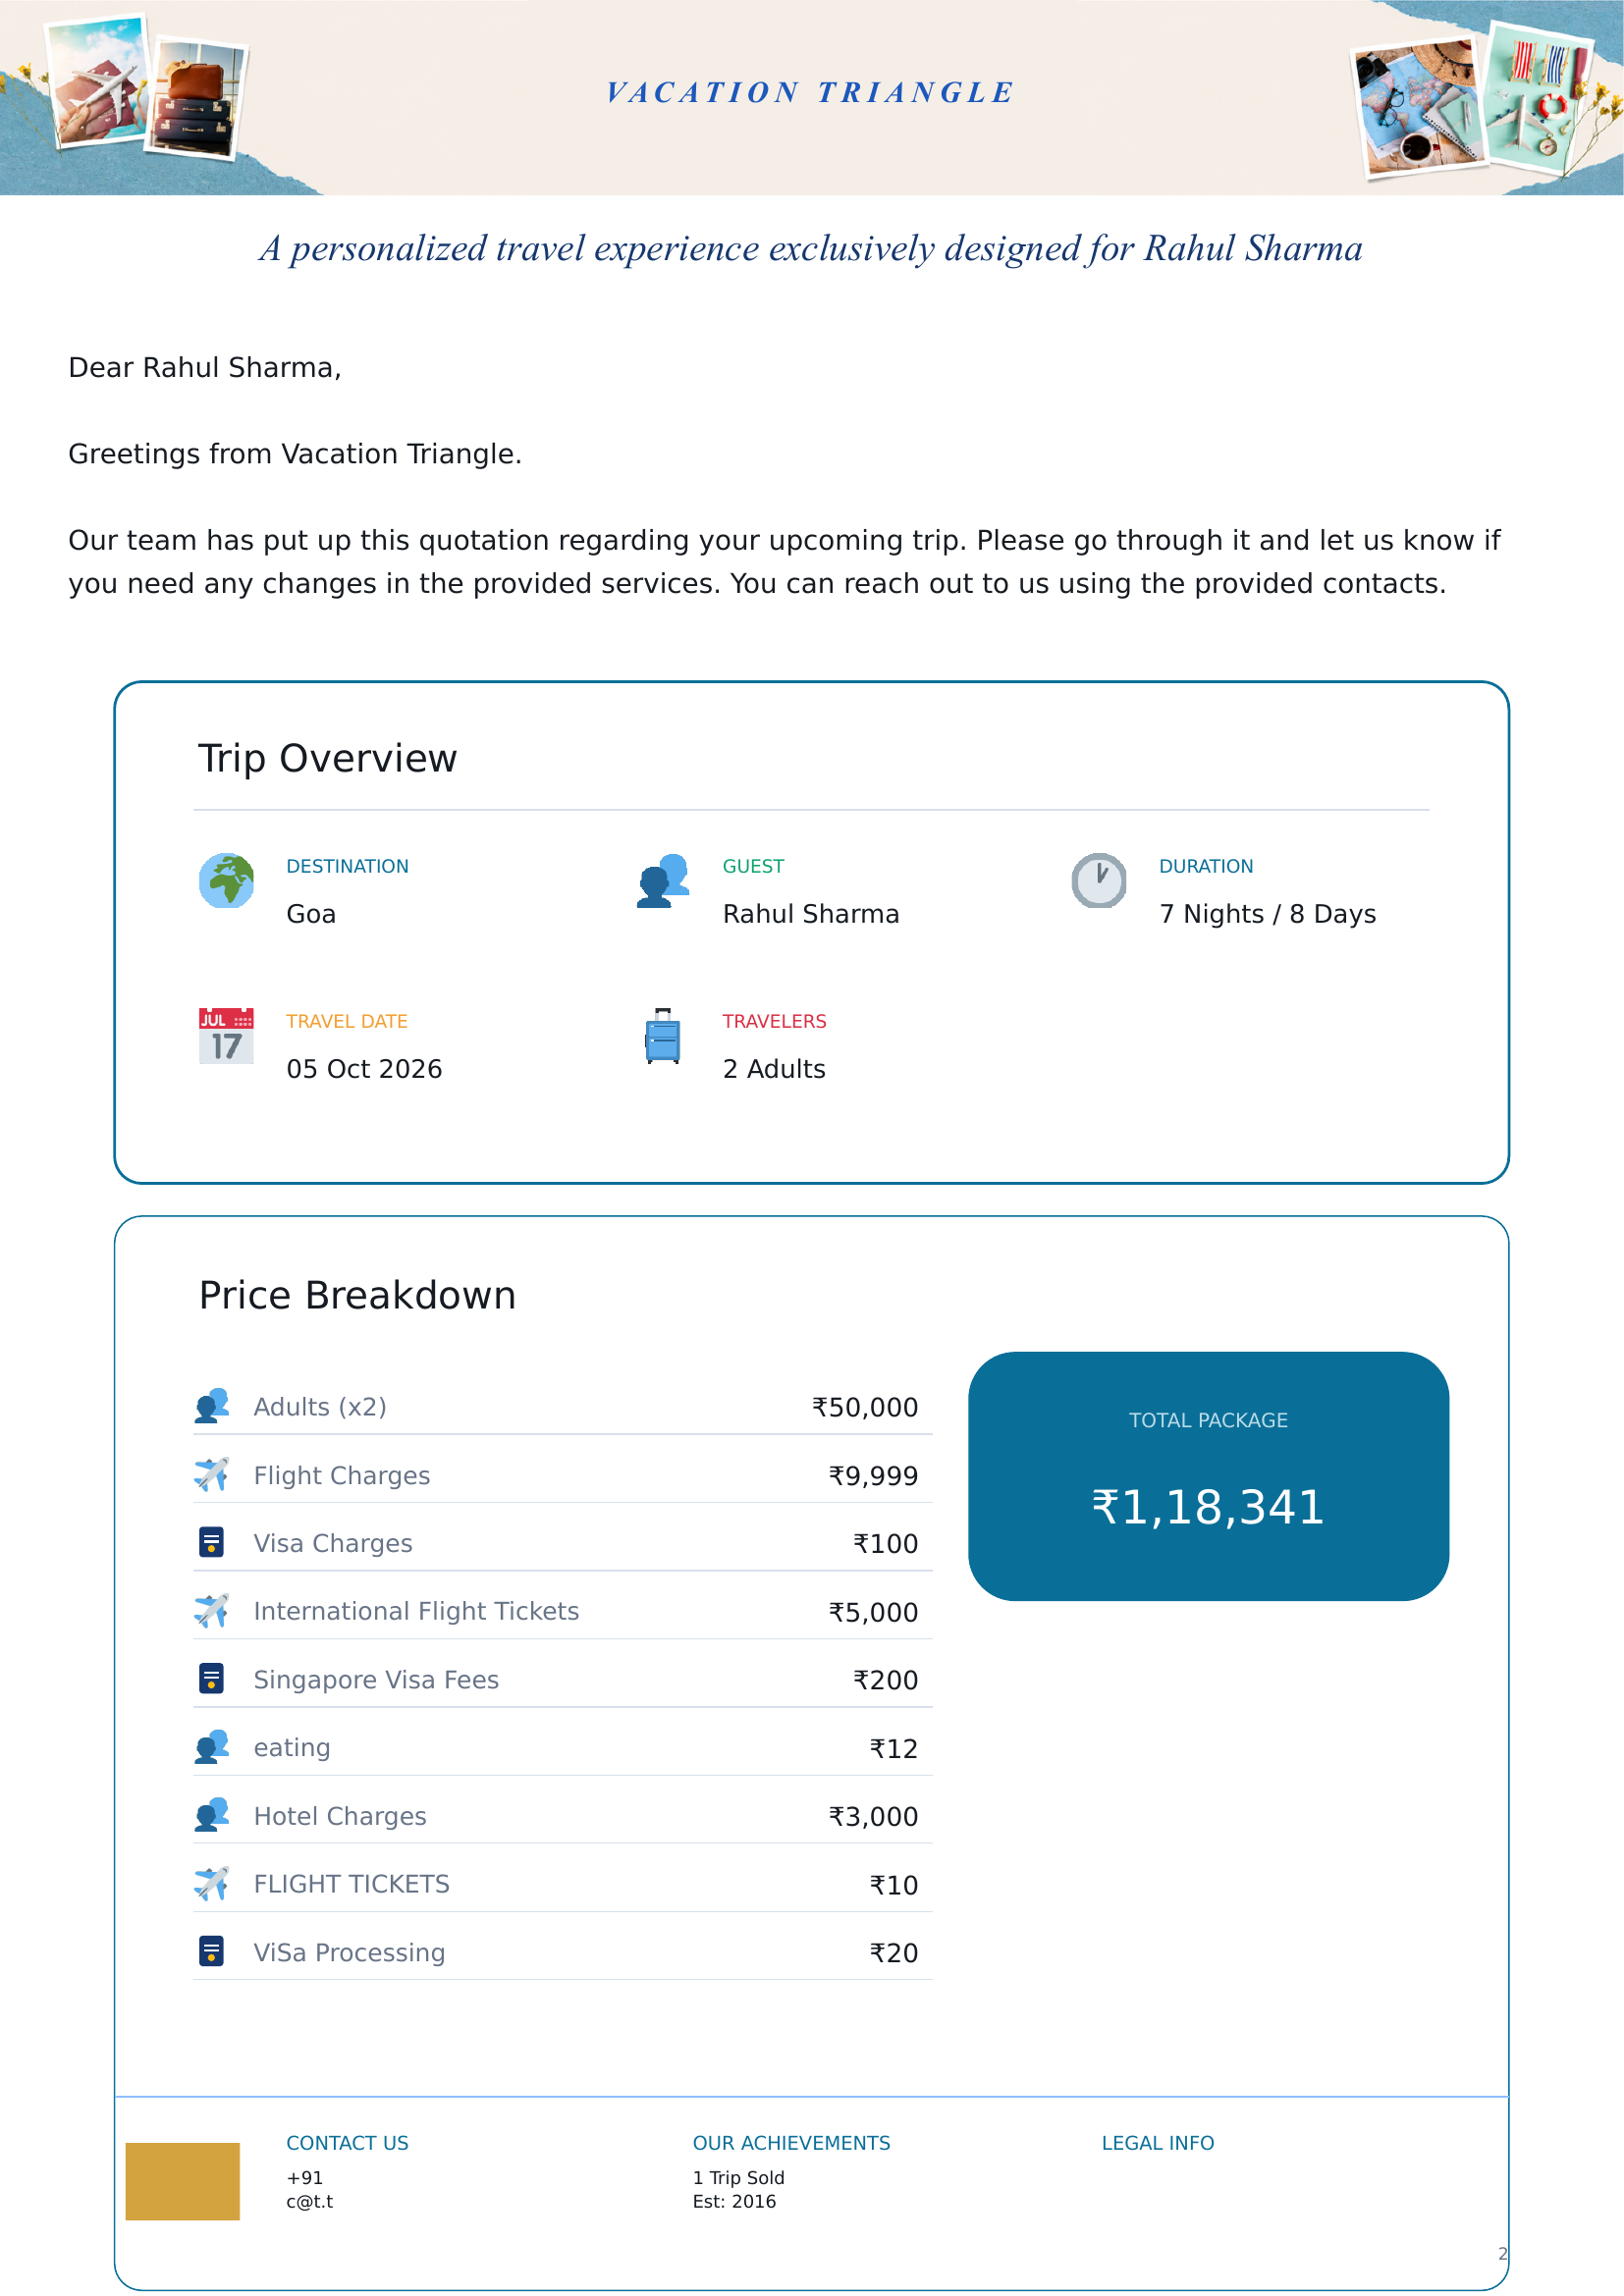 VACATION TRIANGLE
A personalized travel experience exclusively designed for Rahul Sharma
Dear Rahul Sharma,
Greetings from Vacation Triangle.
Our team has put up this quotation regarding your upcoming trip. Please go through it and let us know if
you need any changes in the provided services. You can reach out to us using the provided contacts.
Trip Overview
DESTINATION
Goa
GUEST
Rahul Sharma
DURATION
7 Nights / 8 Days
JUL
17
TRAVEL DATE
05 Oct 2026
TRAVELERS
2 Adults
Price Breakdown
Adults (x2) ₹50,000
Flight Charges ₹9,999
Visa Charges ₹100
International Flight Tickets ₹5,000
Singapore Visa Fees ₹200
eating ₹12
Hotel Charges ₹3,000
FLIGHT TICKETS ₹10
ViSa Processing ₹20
TOTAL PACKAGE
₹1,18,341
CONTACT US
+91
c@t.t
OUR ACHIEVEMENTS
1 Trip Sold
Est: 2016
LEGAL INFO
2